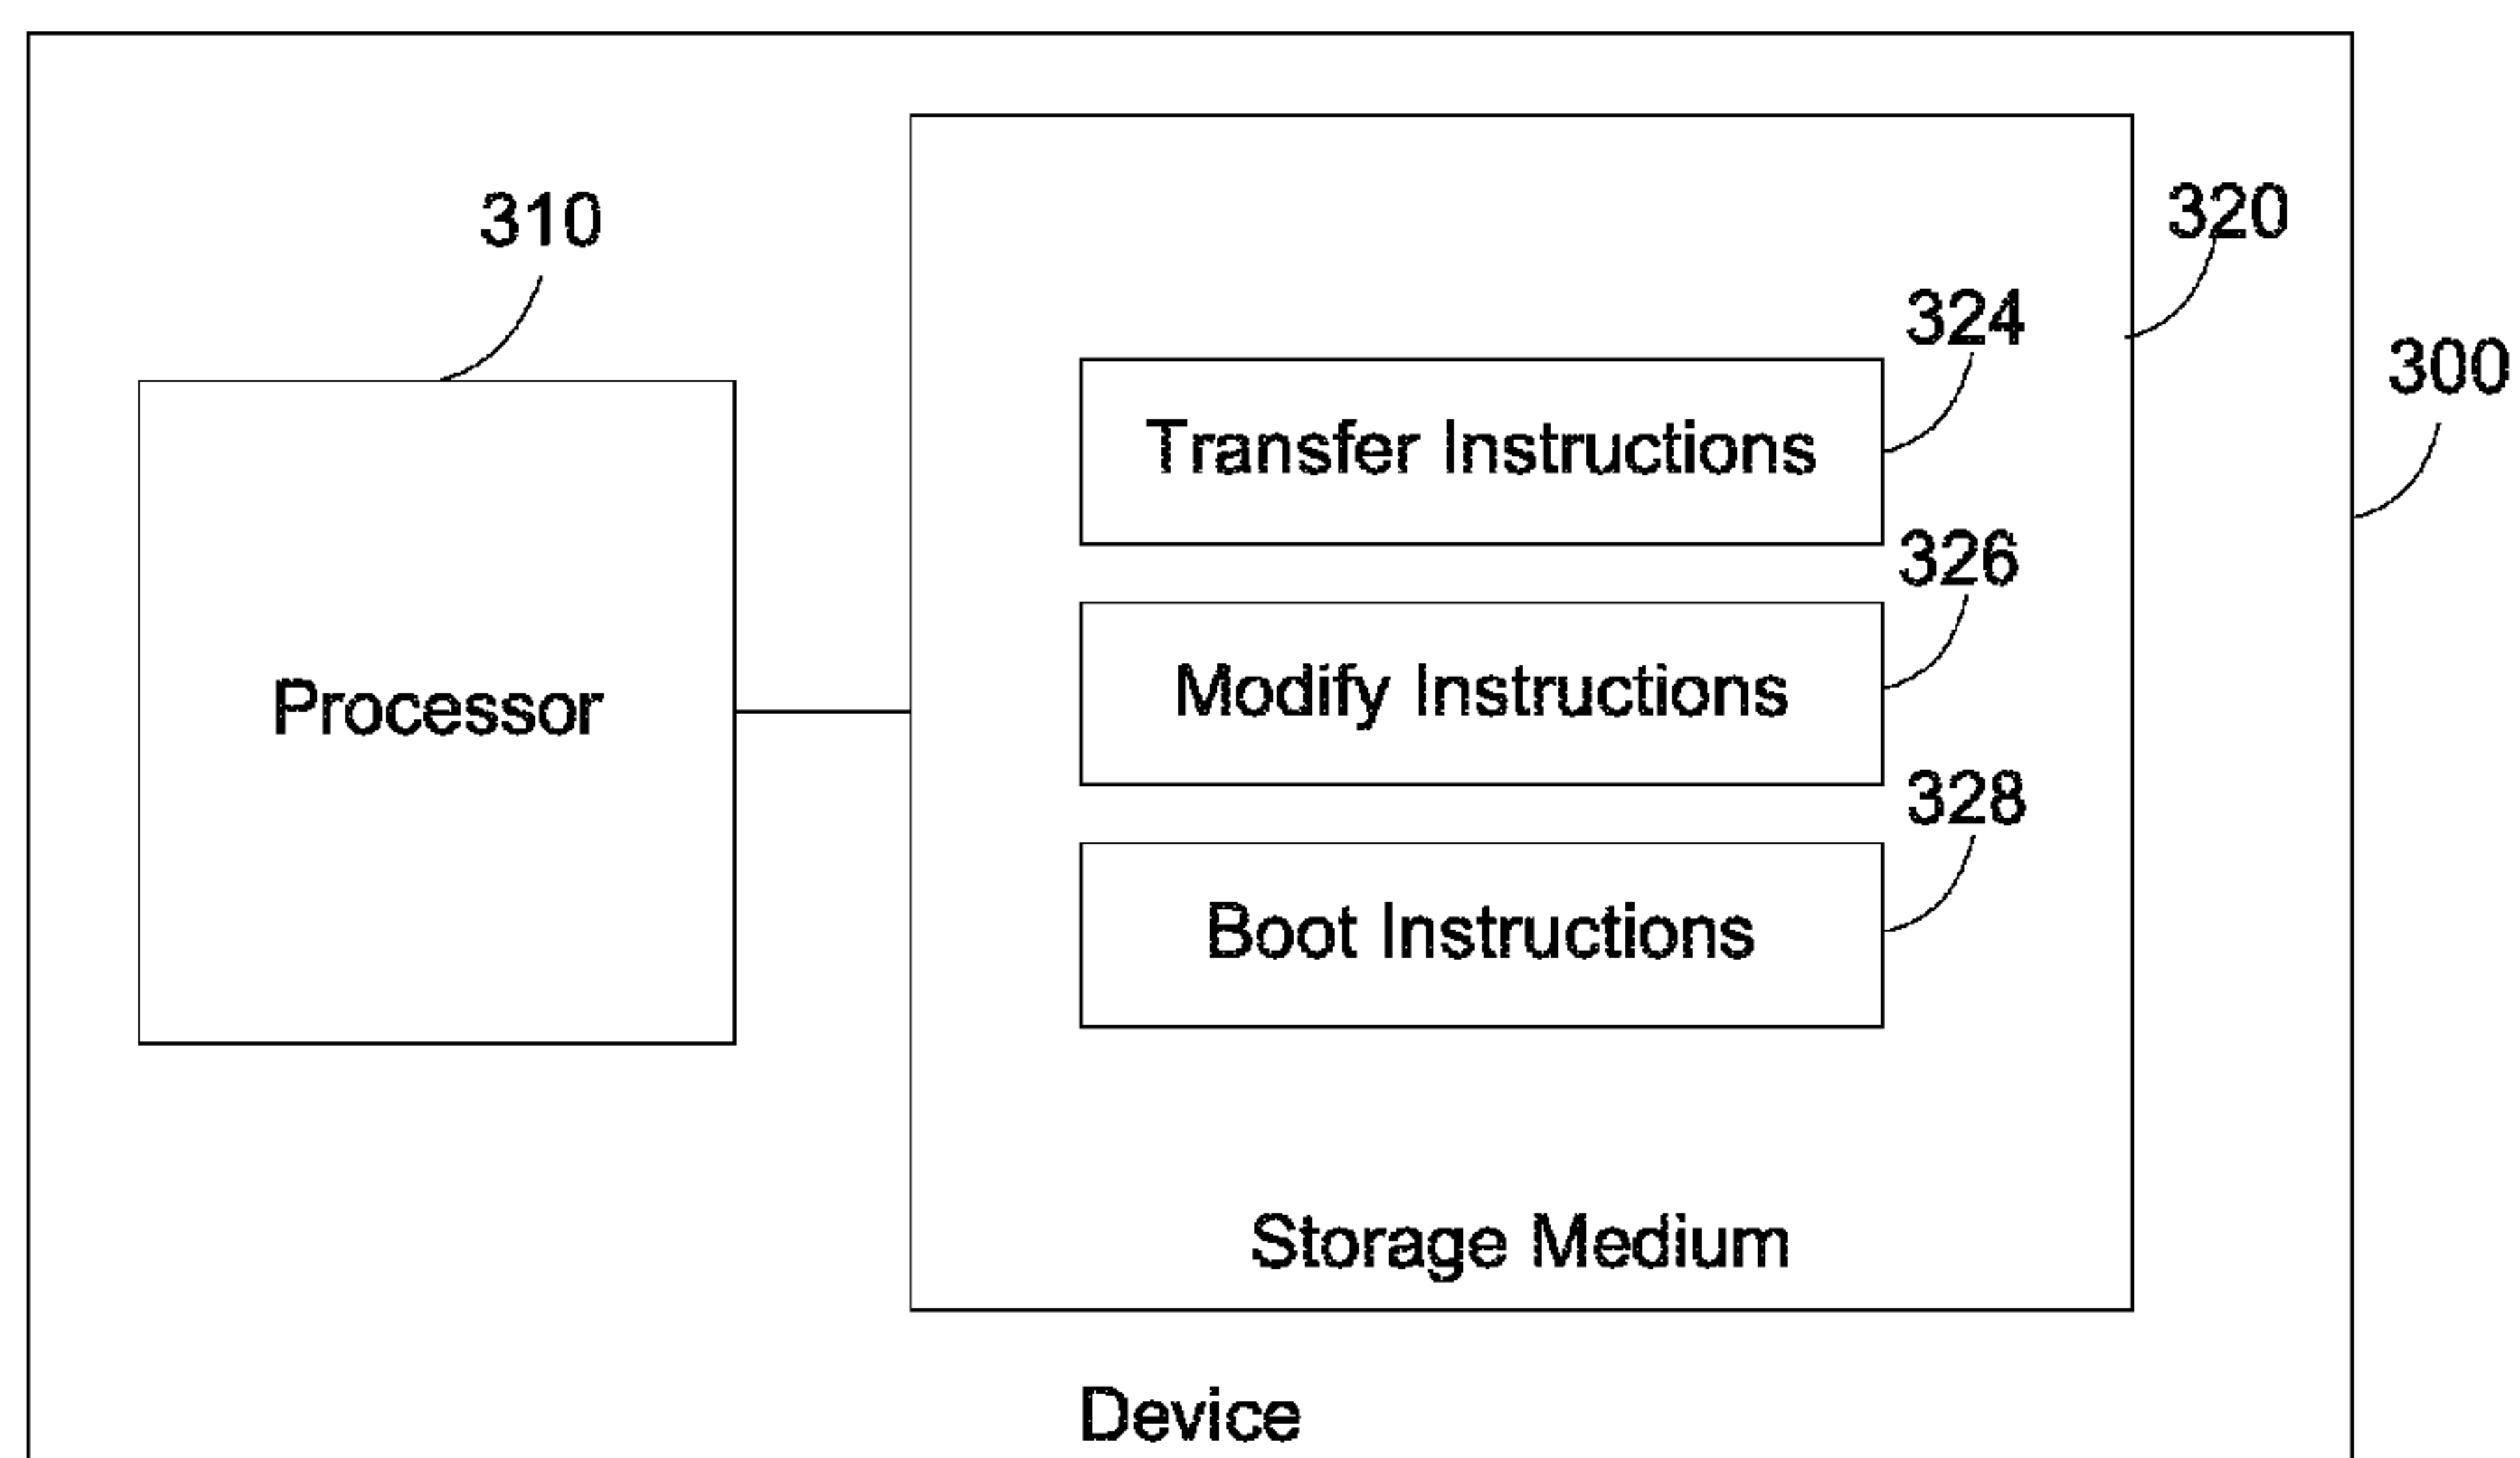 310
320
324
300
Transfer Instructions
326
Modify Instructions
Processor
328
Boot Instructions
Storage Medium
Device